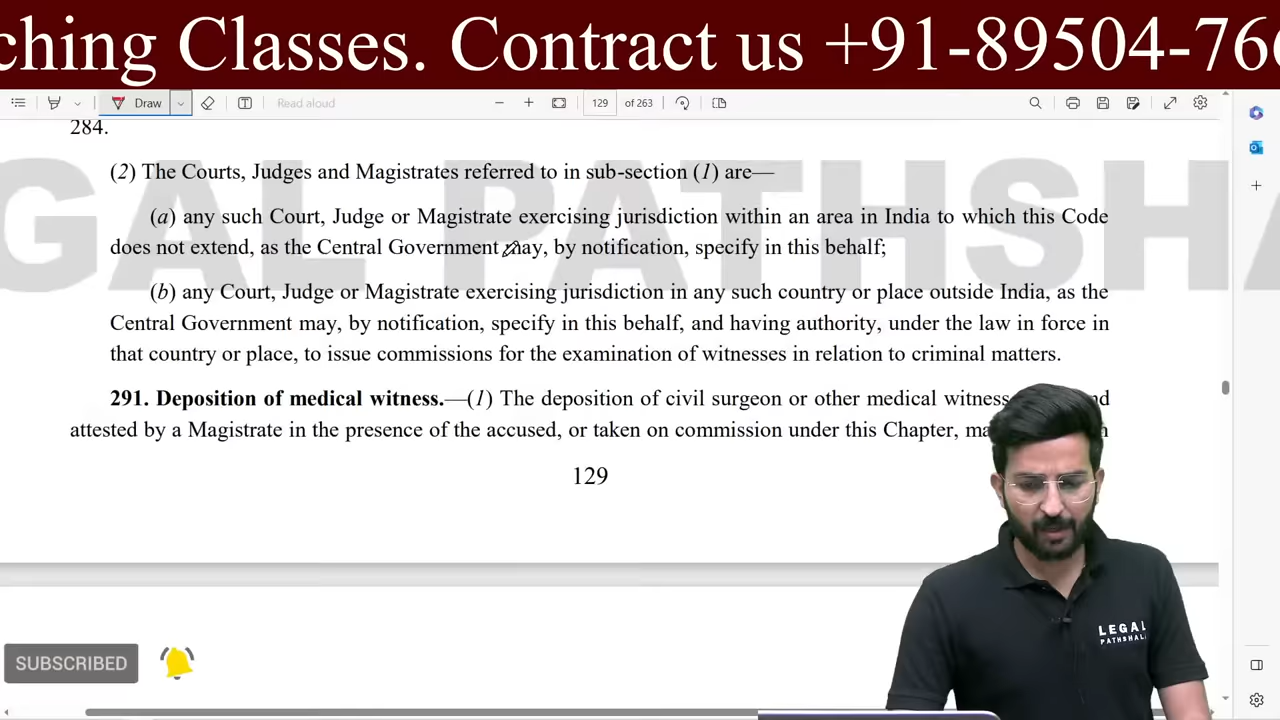 ching Classes. Contract us +91-89504-76
Draw
Read aloud
129 of 263
284.
(2) The Courts, Judges and Magistrates referred to in sub-section (1) are—
(a) any such Court, Judge or Magistrate exercising jurisdiction within an area in India to which this Code
does not extend, as the Central Government may, by notification, specify in this behalf;
(b) any Court, Judge or Magistrate exercising jurisdiction in any such country or place outside India, as the
Central Government may, by notification, specify in this behalf, and having authority, under the law in force in
that country or place, to issue commissions for the examination of witnesses in relation to criminal matters.
291. Deposition of medical witness.—(1) The deposition of civil surgeon or other medical witness
attested by a Magistrate in the presence of the accused, or taken on commission under this Chapter,
129
GAL PATHSH
SUBSCRIBED
LEGAL
PATHSHAL